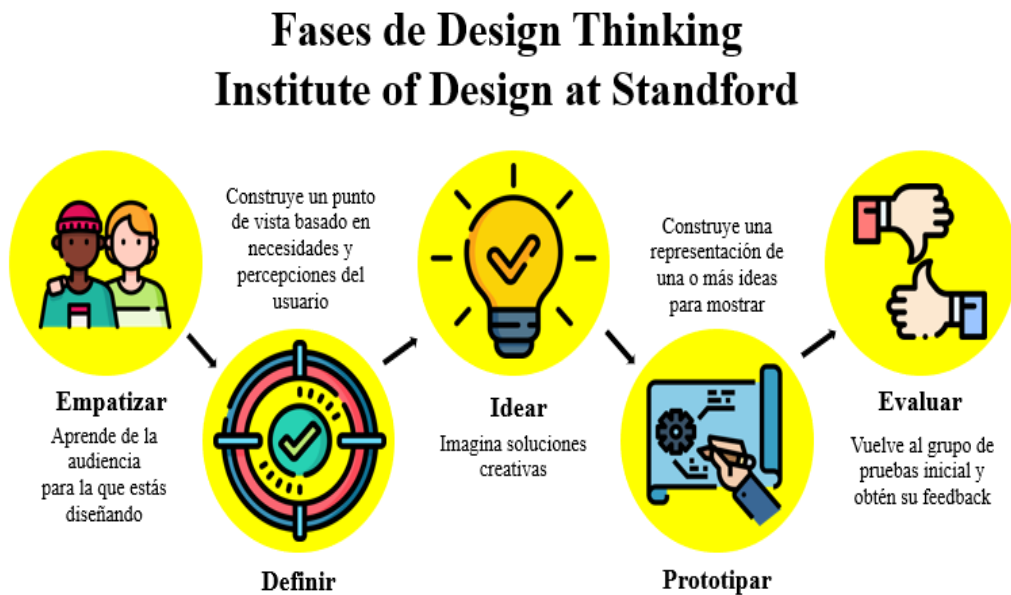 Fases de Design Thinking
Institute of Design at Standford
Empatizar
Aprende de la
audiencia
para la que estás
diseñando
Construye un punto
de vista basado en
necesidades y
percepciones del
usuario
Definir
Idear
Imagina soluciones
creativas
Construye una
representación de
una o más ideas
para mostrar
Prototipar
Evaluar
Vuelve al grupo de
pruebas inicial y
obtén su feedback